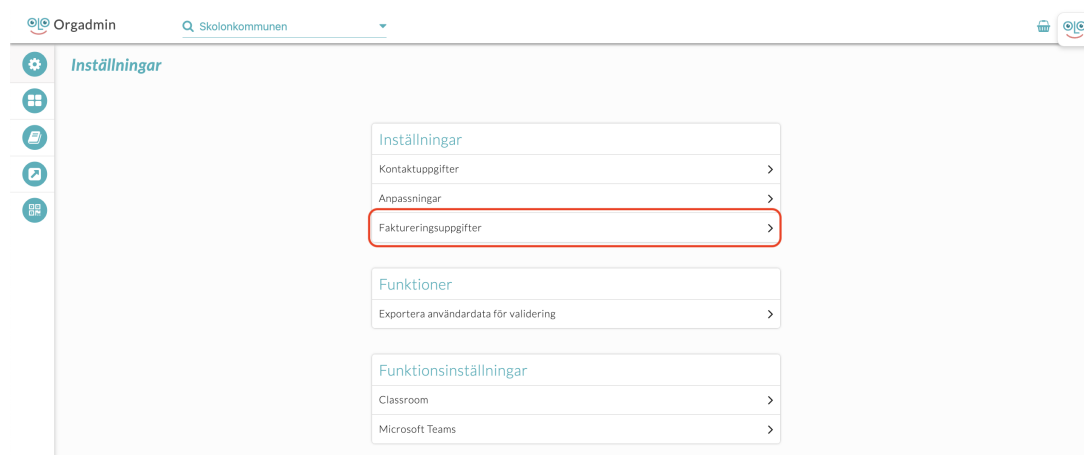 Orgadmin
Skolonkommunen
Inställningar
Inställningar
Kontaktuppgifter
Anpassningar
Faktureringsuppgifter
Funktioner
Exportera användardata för validering
Funktionsinställningar
Classroom
Microsoft Teams